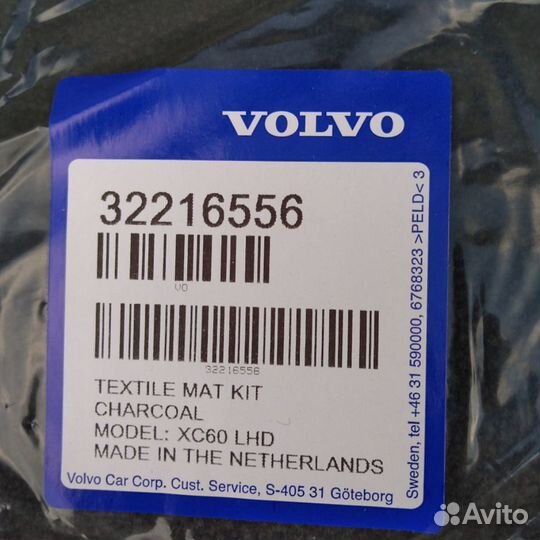 VOLVO
32216556
VO
32216556
TEXTILE MAT KIT
CHARCOAL
MODEL: XC60 LHD
MADE IN THE NETHERLANDS
Volvo Car Corp. Cust. Service, S-405 31 Göteborg
Sweden, tel +46 31 590000, 6768323 >PELD< 3
Avito